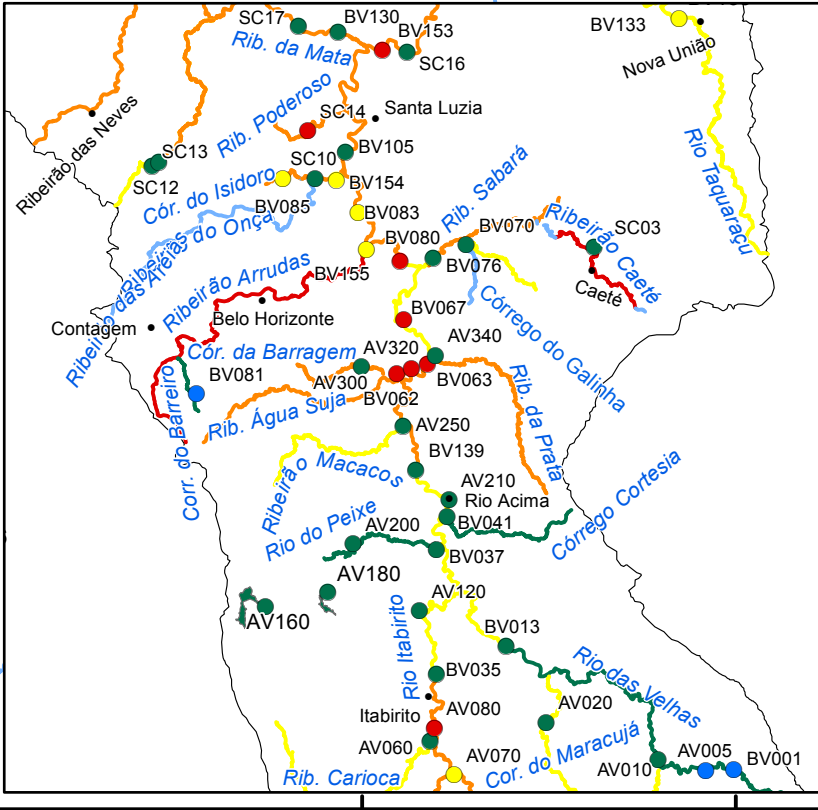 SC17
BV130
BV153
BV133
Rib. da Mata
SC16
Nova União
Rib. Poderoso
SC14
Santa Luzia
Ribeirão das Neves
Rio Taquaraçu
SC13
SC12
SC10
BV105
Cór. do Isidoro
BV154
Rib. Sabará
BV085
BV083
Ribeirão do Onça
Ribeirão das Areias
BV070
Ribeirão Caeté
SC03
BV080
BV076
BV155
Ribeirão Arrudas
Caeté
Belo Horizonte
BV067
Contagem
Córrego do Galinha
Cór. da Barragem
AV320
AV340
BV081
AV300
BV063
BV062
Corr. do Barreiro
Rib. Água Suja
Rib. da Prata
AV250
BV139
Ribeirão Macacos
AV210
Rio Acima
Córrego Cortesia
BV041
Rio do Peixe
AV200
BV037
AV180
AV160
AV120
Rio Itabirito
BV013
Rio das Velhas
BV035
Itabirito
AV080
AV020
AV060
AV070
Cor. do Maracujá
AV010
AV005
BV001
Rib. Carioca